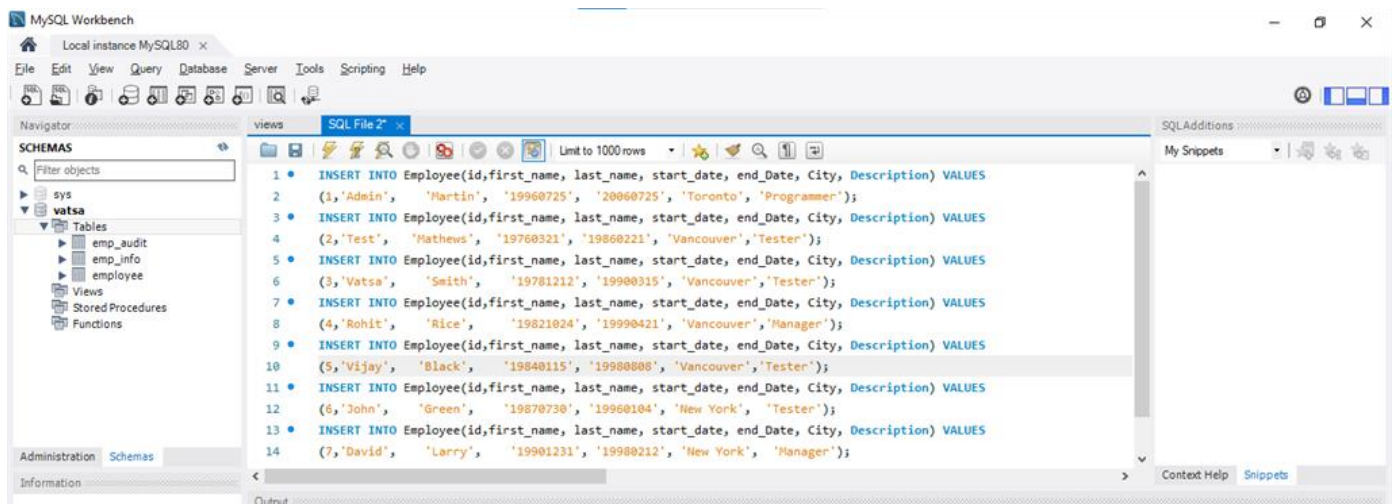 MySQL Workbench
Local instance MySQL80 ×
File Edit View Query Database Server Tools Scripting Help
Navigator
SCHEMAS
Filter objects
sys
vatsa
Tables
emp_audit
emp_info
employee
Views
Stored Procedures
Functions
Administration Schemas
Information
views SQL File 2* ×
Limit to 1000 rows
1 INSERT INTO Employee(id,first_name, last_name, start_date, end_Date, City, Description) VALUES
2 (1,'Admin', 'Martin', '19960725', '20060725', 'Toronto', 'Programmer');
3 INSERT INTO Employee(id,first_name, last_name, start_date, end_Date, City, Description) VALUES
4 (2,'Test', 'Mathews', '19760321', '19860221', 'Vancouver','Tester');
5 INSERT INTO Employee(id,first_name, last_name, start_date, end_Date, City, Description) VALUES
6 (3,'Vatsa', 'Smith', '19781212', '19900315', 'Vancouver','Tester');
7 INSERT INTO Employee(id,first_name, last_name, start_date, end_Date, City, Description) VALUES
8 (4,'Rohit', 'Rice', '19821024', '19990421', 'Vancouver','Manager');
9 INSERT INTO Employee(id,first_name, last_name, start_date, end_Date, City, Description) VALUES
10 (5,'Vijay', 'Black', '19840115', '19980808', 'Vancouver','Tester');
11 INSERT INTO Employee(id,first_name, last_name, start_date, end_Date, City, Description) VALUES
12 (6,'John', 'Green', '19870730', '19960104', 'New York', 'Tester');
13 INSERT INTO Employee(id,first_name, last_name, start_date, end_Date, City, Description) VALUES
14 (7,'David', 'Larry', '19901231', '19980212', 'New York', 'Manager');
Output
SQLAdditions
My Snippets
Context Help Snippets